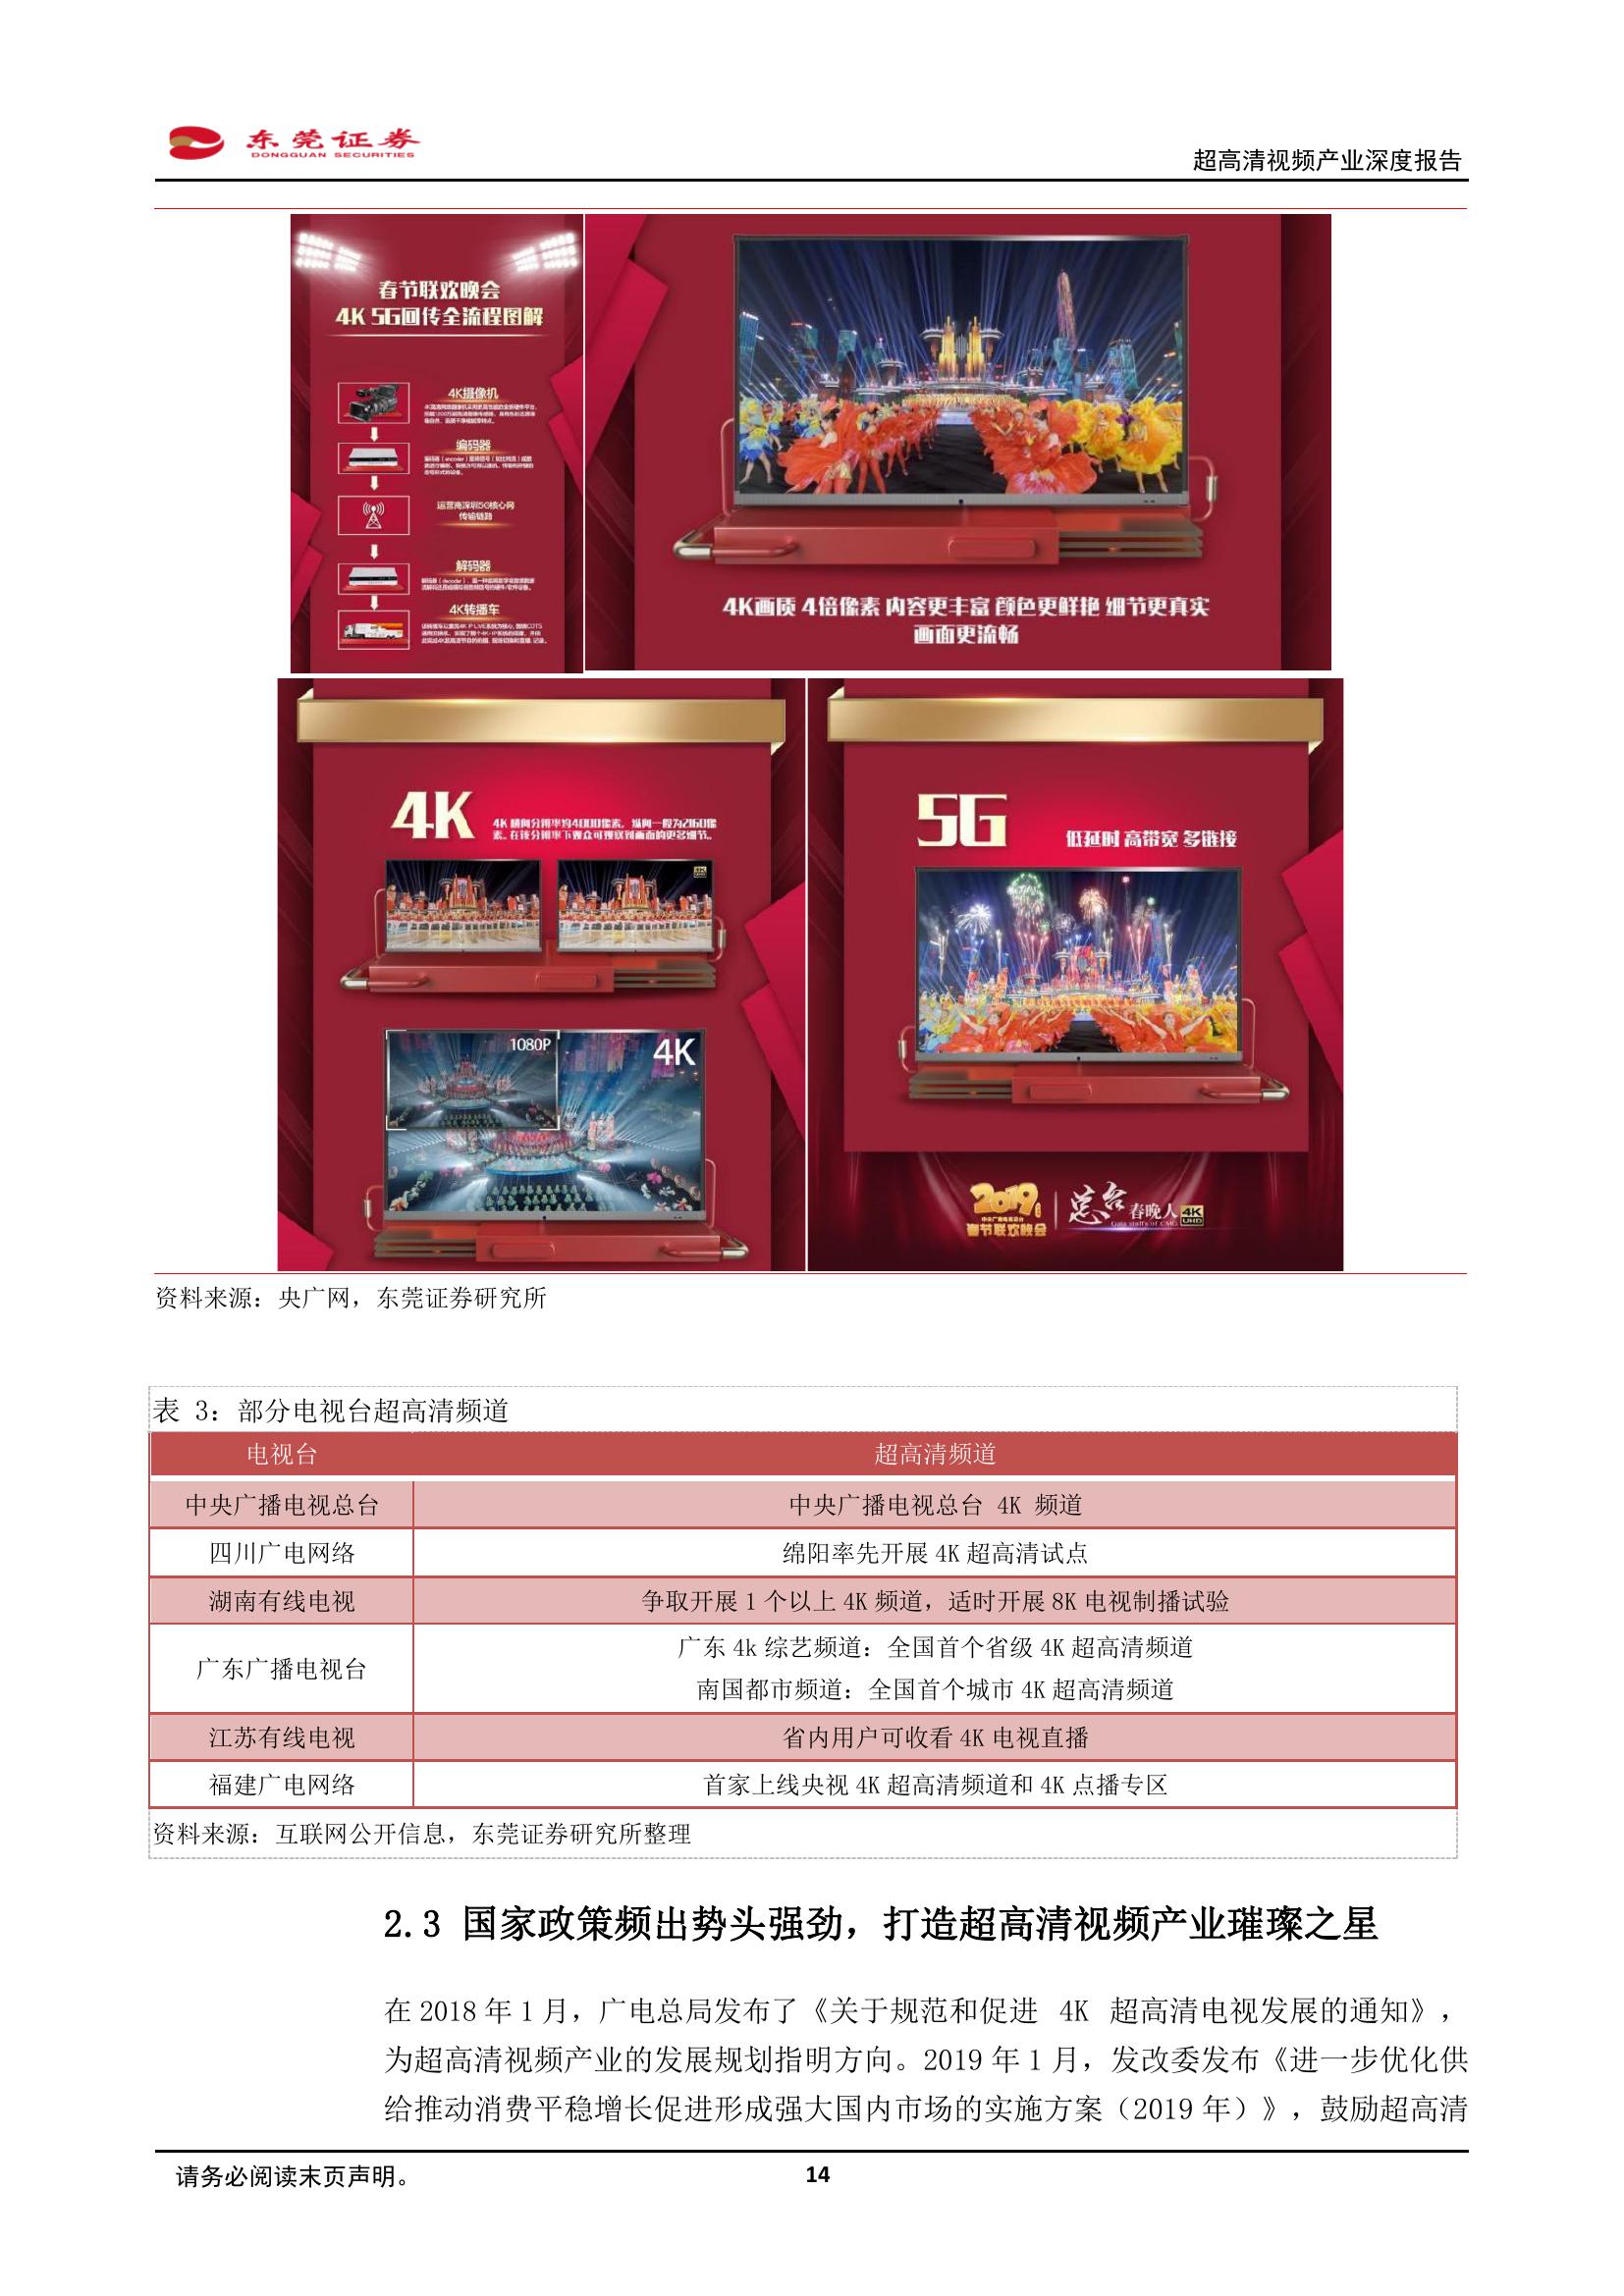 东莞证券
DONGGUAN SECURITIES
超高清视频产业深度报告
春节联欢晚会
4K 5G回传全流程图解
4K摄像机
编码器
运营商深圳5G核心网
传输链路
解码器
4K转播车
4K画质 4倍像素 内容更丰富 颜色更鲜艳 细节更真实
画面更流畅
4K
4K 横向分辨率约4000像素，纵向一般为2160像
素。在该分辨率下观众可
到画面的更多细节。
1080P
4K
5G
低延时 高带宽 多链接
2019
春节联欢晚会
总台春晚人 4K UHD
资料来源：央广网，东莞证券研究所
表 3：部分电视台超高清频道
电视台 超高清频道
中央广播电视总台 中央广播电视总台 4K 频道
四川广电网络 绵阳率先开展 4K 超高清试点
湖南有线电视 争取开展 1 个以上 4K 频道，适时开展 8K 电视制播试验
广东广播电视台 广东 4k 综艺频道：全国首个省级 4K 超高清频道
南国都市频道：全国首个城市 4K 超高清频道
江苏有线电视 省内用户可收看 4K 电视直播
福建广电网络 首家上线央视 4K 超高清频道和 4K 点播专区
资料来源：互联网公开信息，东莞证券研究所整理
2.3 国家政策频出势头强劲，打造超高清视频产业璀璨之星
在 2018 年 1 月，广电总局发布了《关于规范和促进 4K 超高清电视发展的通知》，
为超高清视频产业的发展规划指明方向。2019 年 1 月，发改委发布《进一步优化供
给推动消费平稳增长促进形成强大国内市场的实施方案（2019 年）》，鼓励超高清
请务必阅读末页声明。
14